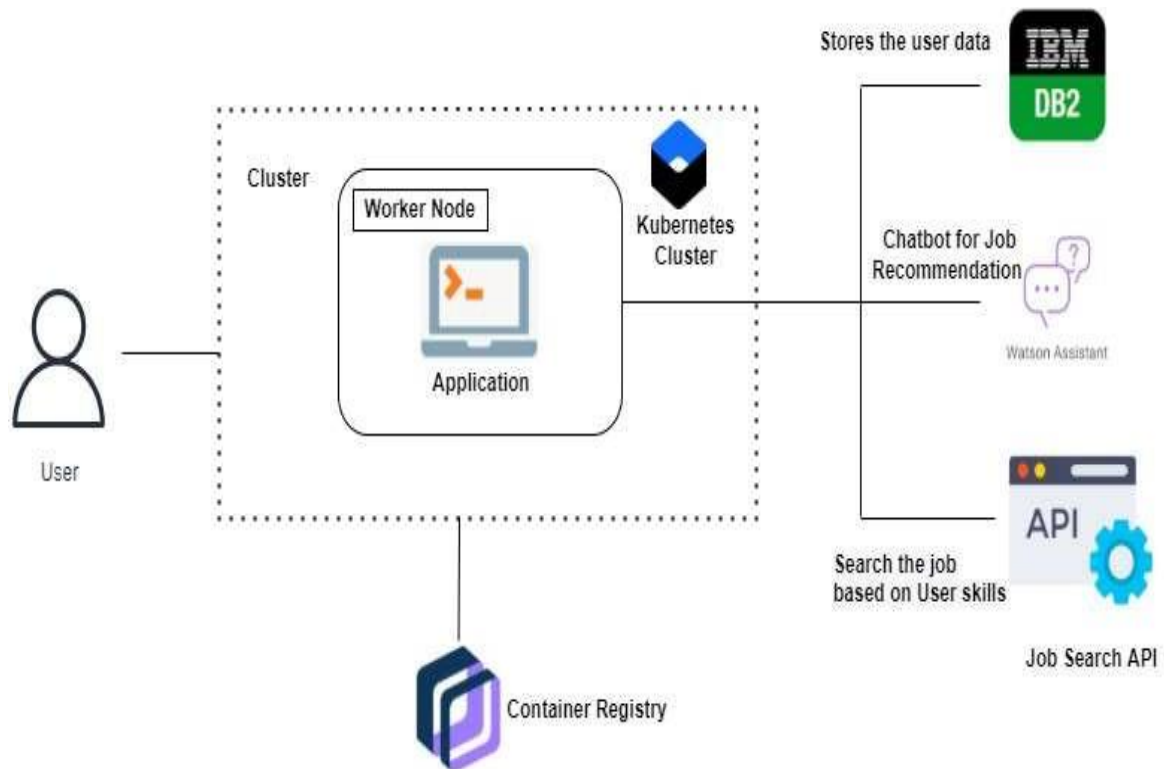 Stores the user data
IBM
DB2
Cluster
Worker Node
Kubernetes
Cluster
Chatbot for Job
Recommendation
?
Watson Assistant
Application
User
API
Search the job
based on User skills
Job Search API
Container Registry